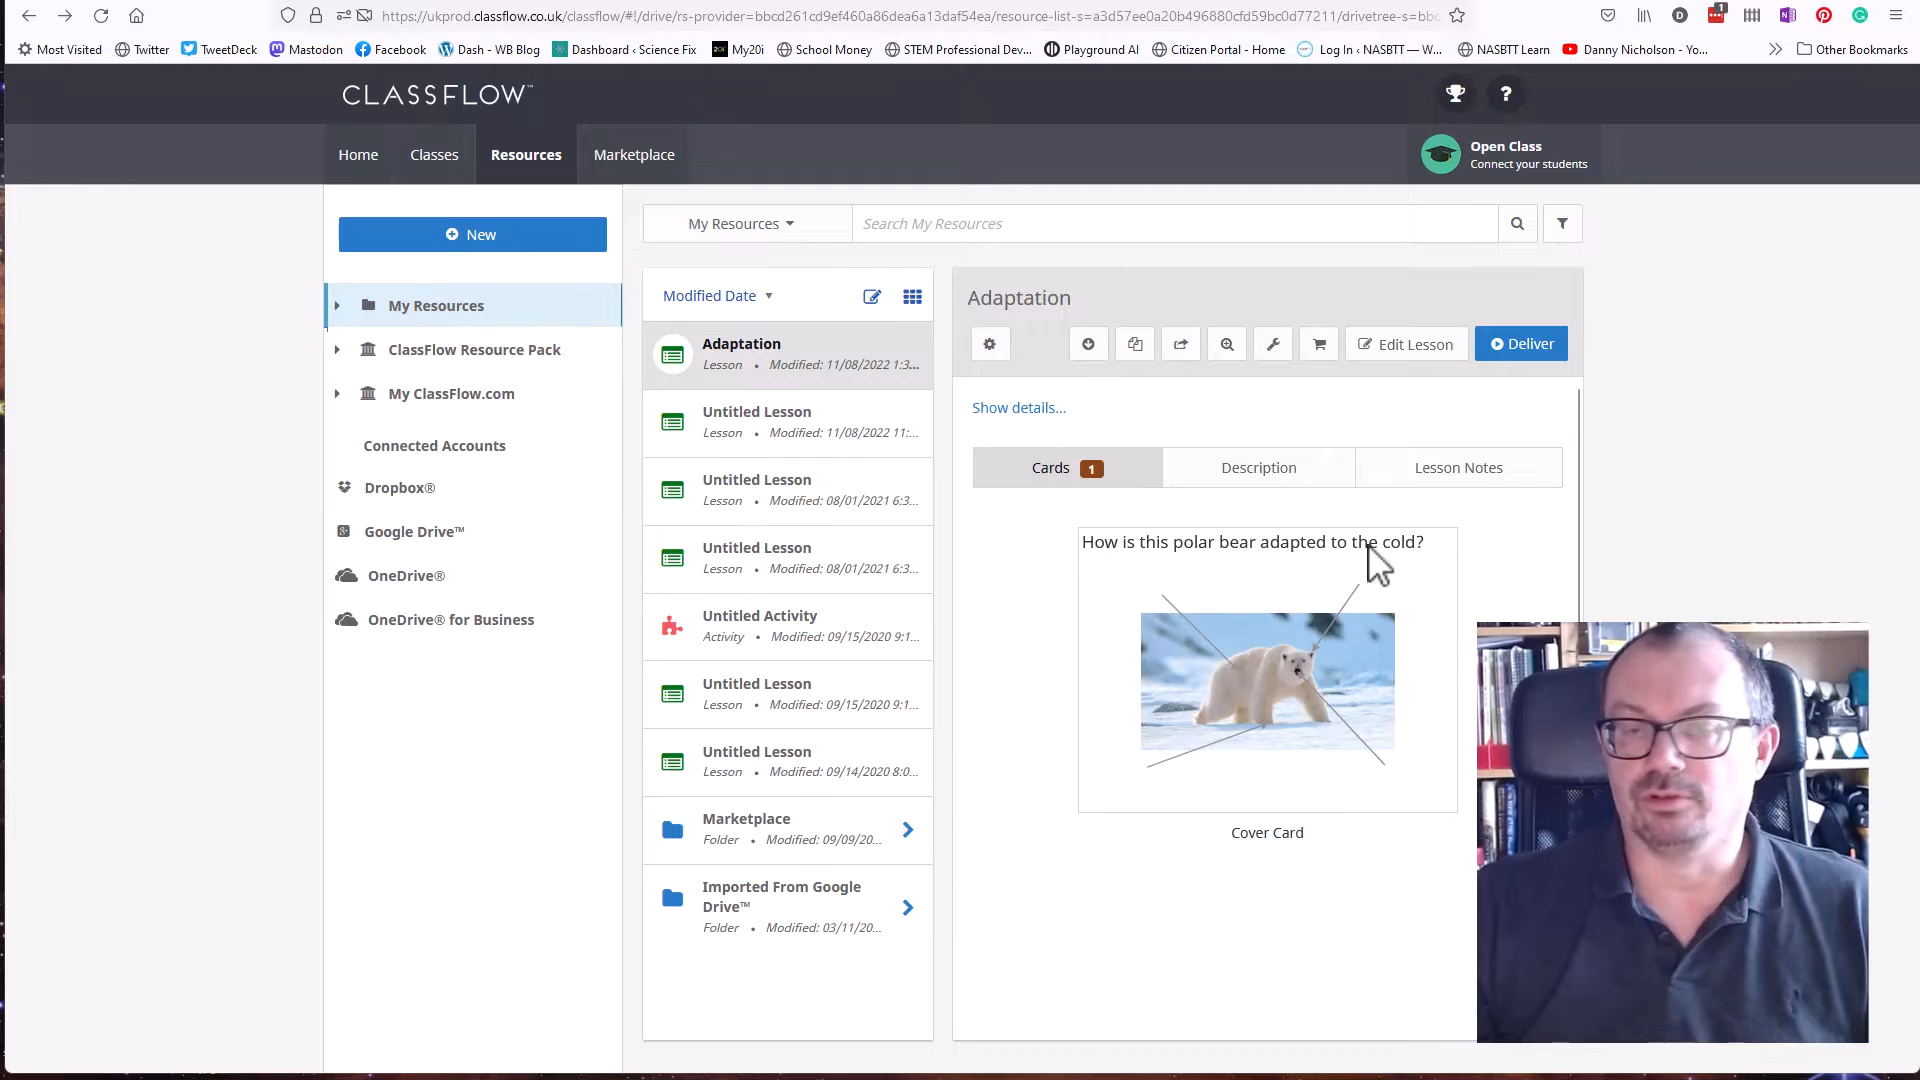 https://ukprod.classflow.co.uk/classflow/#!/drive/rs-provider=bbcd261cd9ef460a86dea6a13daf54ea/resource-list-s=a3d57ee0a20b496880cfd59bc0d77211/drivetree-s=bbc
1
D
N
G
Most Visited
Twitter
TweetDeck
Mastodon
Facebook
Dash - WB Blog
Dashboard ‹ Science Fix
My20i
School Money
STEM Professional Dev...
Playground AI
Citizen Portal - Home
Log In ‹ NASBTT — W...
NASBTT Learn
Danny Nicholson - Yo...
Other Bookmarks
CLASSFLOW™
?
Home
Classes
Resources
Marketplace
Open Class
Connect your students
New
My Resources
Search My Resources
My Resources
ClassFlow Resource Pack
My ClassFlow.com
Connected Accounts
Dropbox®
Google Drive™
OneDrive®
OneDrive® for Business
Modified Date
Adaptation
Lesson • Modified: 11/08/2022 1:3...
Untitled Lesson
Lesson • Modified: 11/08/2022 11:...
Untitled Lesson
Lesson • Modified: 08/01/2021 6:3...
Untitled Lesson
Lesson • Modified: 08/01/2021 6:3...
Untitled Activity
Activity • Modified: 09/15/2020 9:1...
Untitled Lesson
Lesson • Modified: 09/15/2020 9:1...
Untitled Lesson
Lesson • Modified: 09/14/2020 8:0...
Marketplace
Folder • Modified: 09/09/20...
Imported From Google
Drive™
Folder • Modified: 03/11/20...
Adaptation
Edit Lesson
Deliver
Show details...
Cards 1
Description
Lesson Notes
How is this polar bear adapted to the cold?
Cover Card